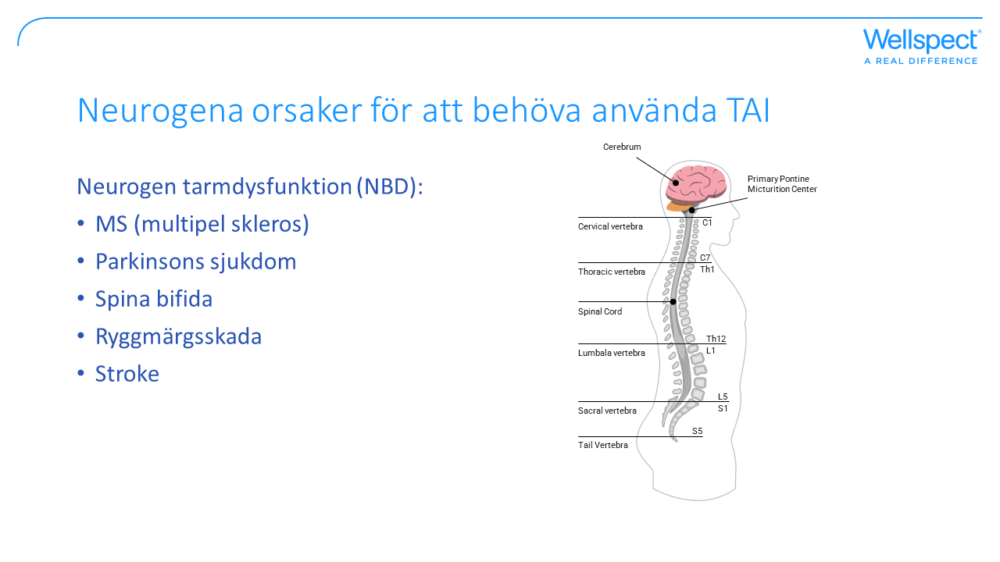 Wellspect®
A REAL DIFFERENCE
Neurogena orsaker för att behöva använda TAI
Neurogen tarmdysfunktion (NBD):
• MS (multipel skleros)
• Parkinsons sjukdom
• Spina bifida
• Ryggmärgsskada
• Stroke
Cerebrum
Primary Pontine
Micturition Center
C1
Cervical vertebra
C7
Th1
Thoracic vertebra
Spinal Cord
Th12
L1
Lumbala vertebra
L5
S1
Sacral vertebra
S5
Tail Vertebra